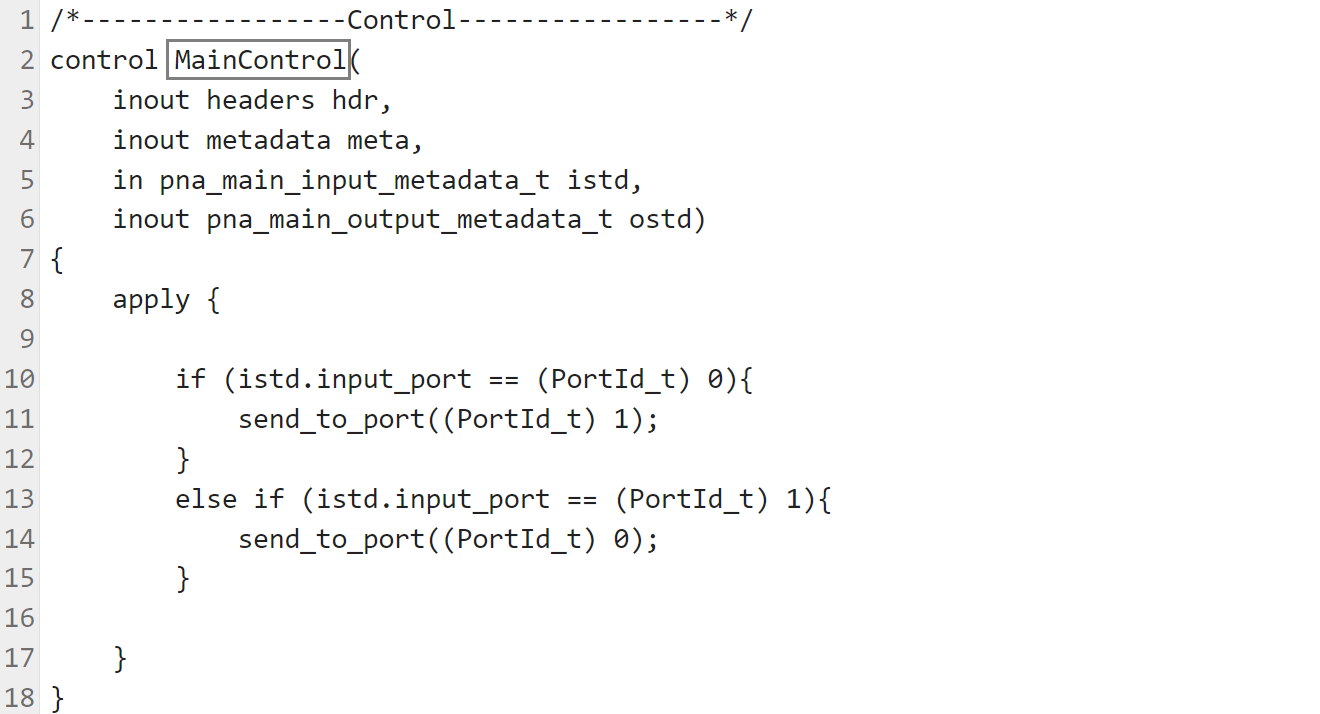 1 /*-----------------Control-----------------*/
2 control MainControl(
3     inout headers hdr,
4     inout metadata meta,
5     in pna_main_input_metadata_t istd,
6     inout pna_main_output_metadata_t ostd)
7 {
8     apply {
9
10         if (istd.input_port == (PortId_t) 0){
11             send_to_port((PortId_t) 1);
12         }
13         else if (istd.input_port == (PortId_t) 1){
14             send_to_port((PortId_t) 0);
15         }
16
17     }
18 }